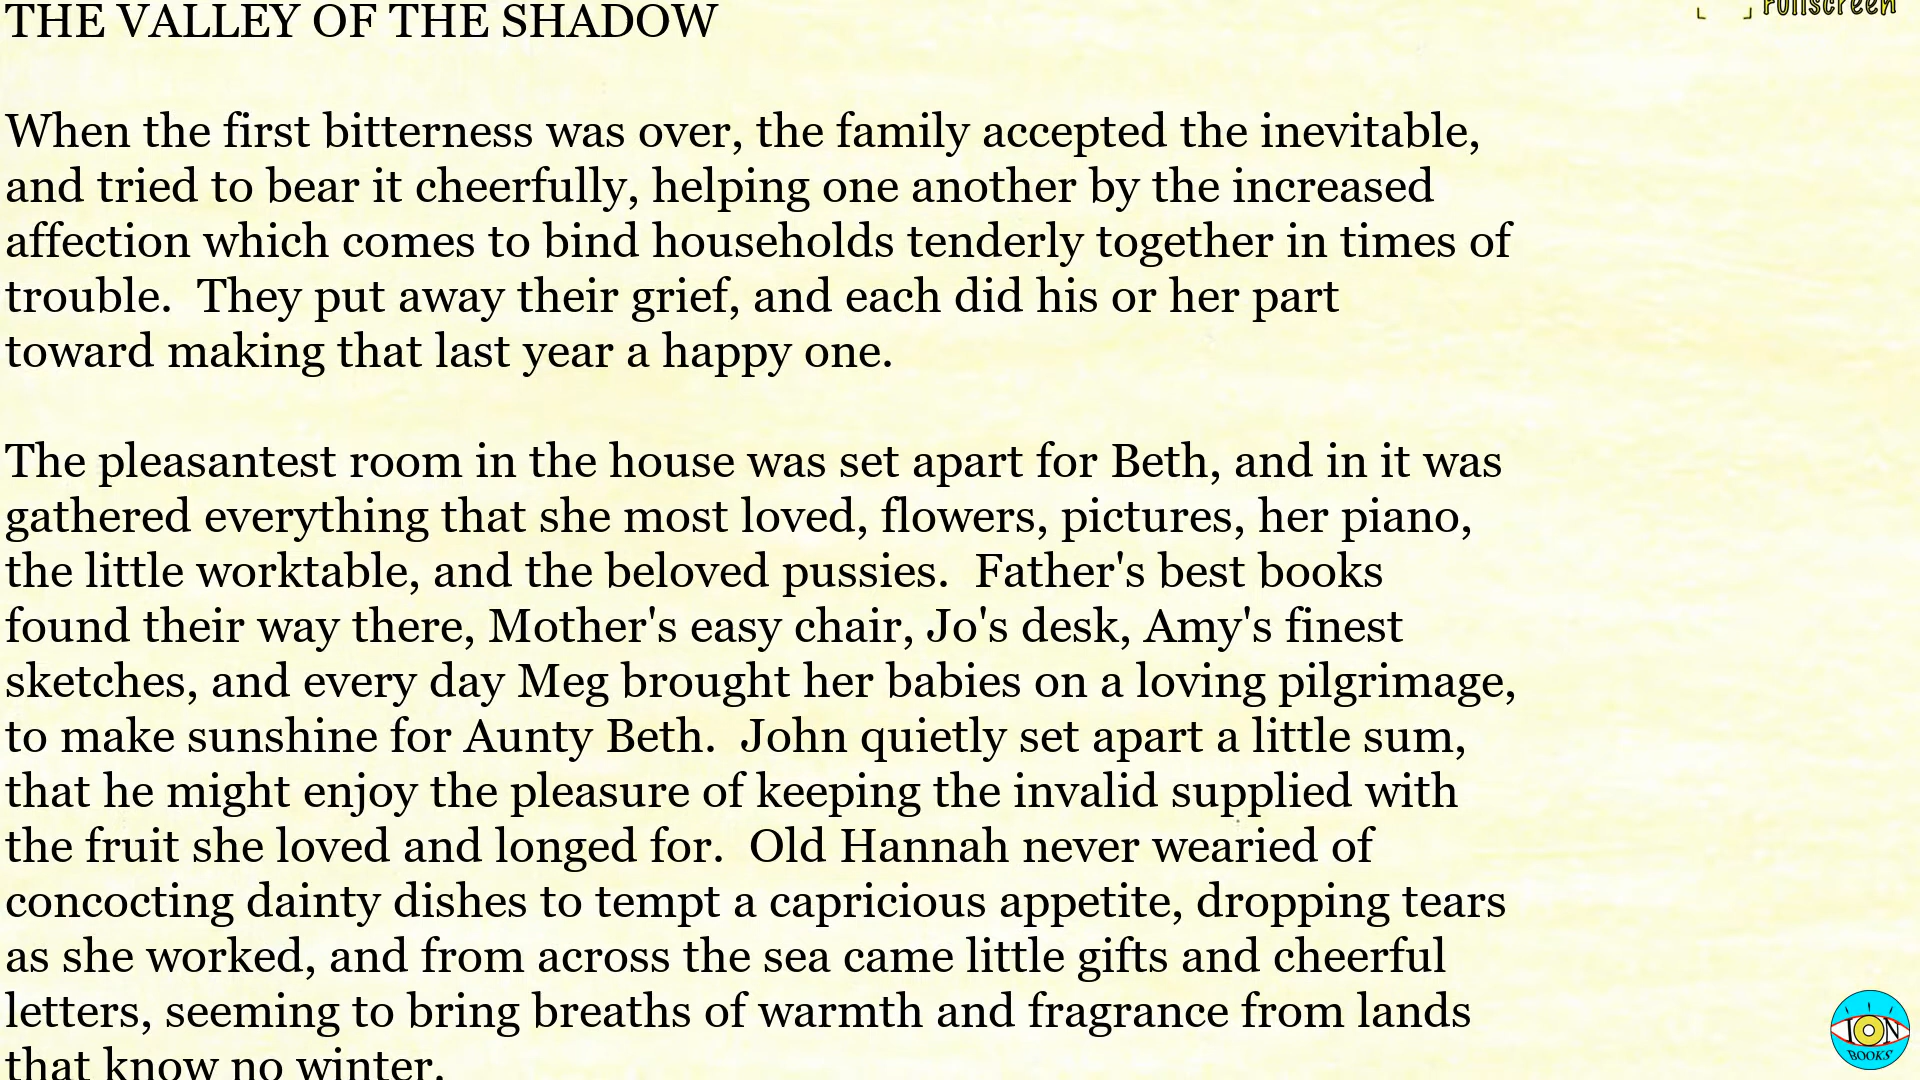 THE VALLEY OF THE SHADOW
Fullscreen
When the first bitterness was over, the family accepted the inevitable,
and tried to bear it cheerfully, helping one another by the increased
affection which comes to bind households tenderly together in times of
trouble.  They put away their grief, and each did his or her part
toward making that last year a happy one.
The pleasantest room in the house was set apart for Beth, and in it was
gathered everything that she most loved, flowers, pictures, her piano,
the little worktable, and the beloved pussies.  Father's best books
found their way there, Mother's easy chair, Jo's desk, Amy's finest
sketches, and every day Meg brought her babies on a loving pilgrimage,
to make sunshine for Aunty Beth.  John quietly set apart a little sum,
that he might enjoy the pleasure of keeping the invalid supplied with
the fruit she loved and longed for.  Old Hannah never wearied of
concocting dainty dishes to tempt a capricious appetite, dropping tears
as she worked, and from across the sea came little gifts and cheerful
letters, seeming to bring breaths of warmth and fragrance from lands
that know no winter.
ION
BOOKS